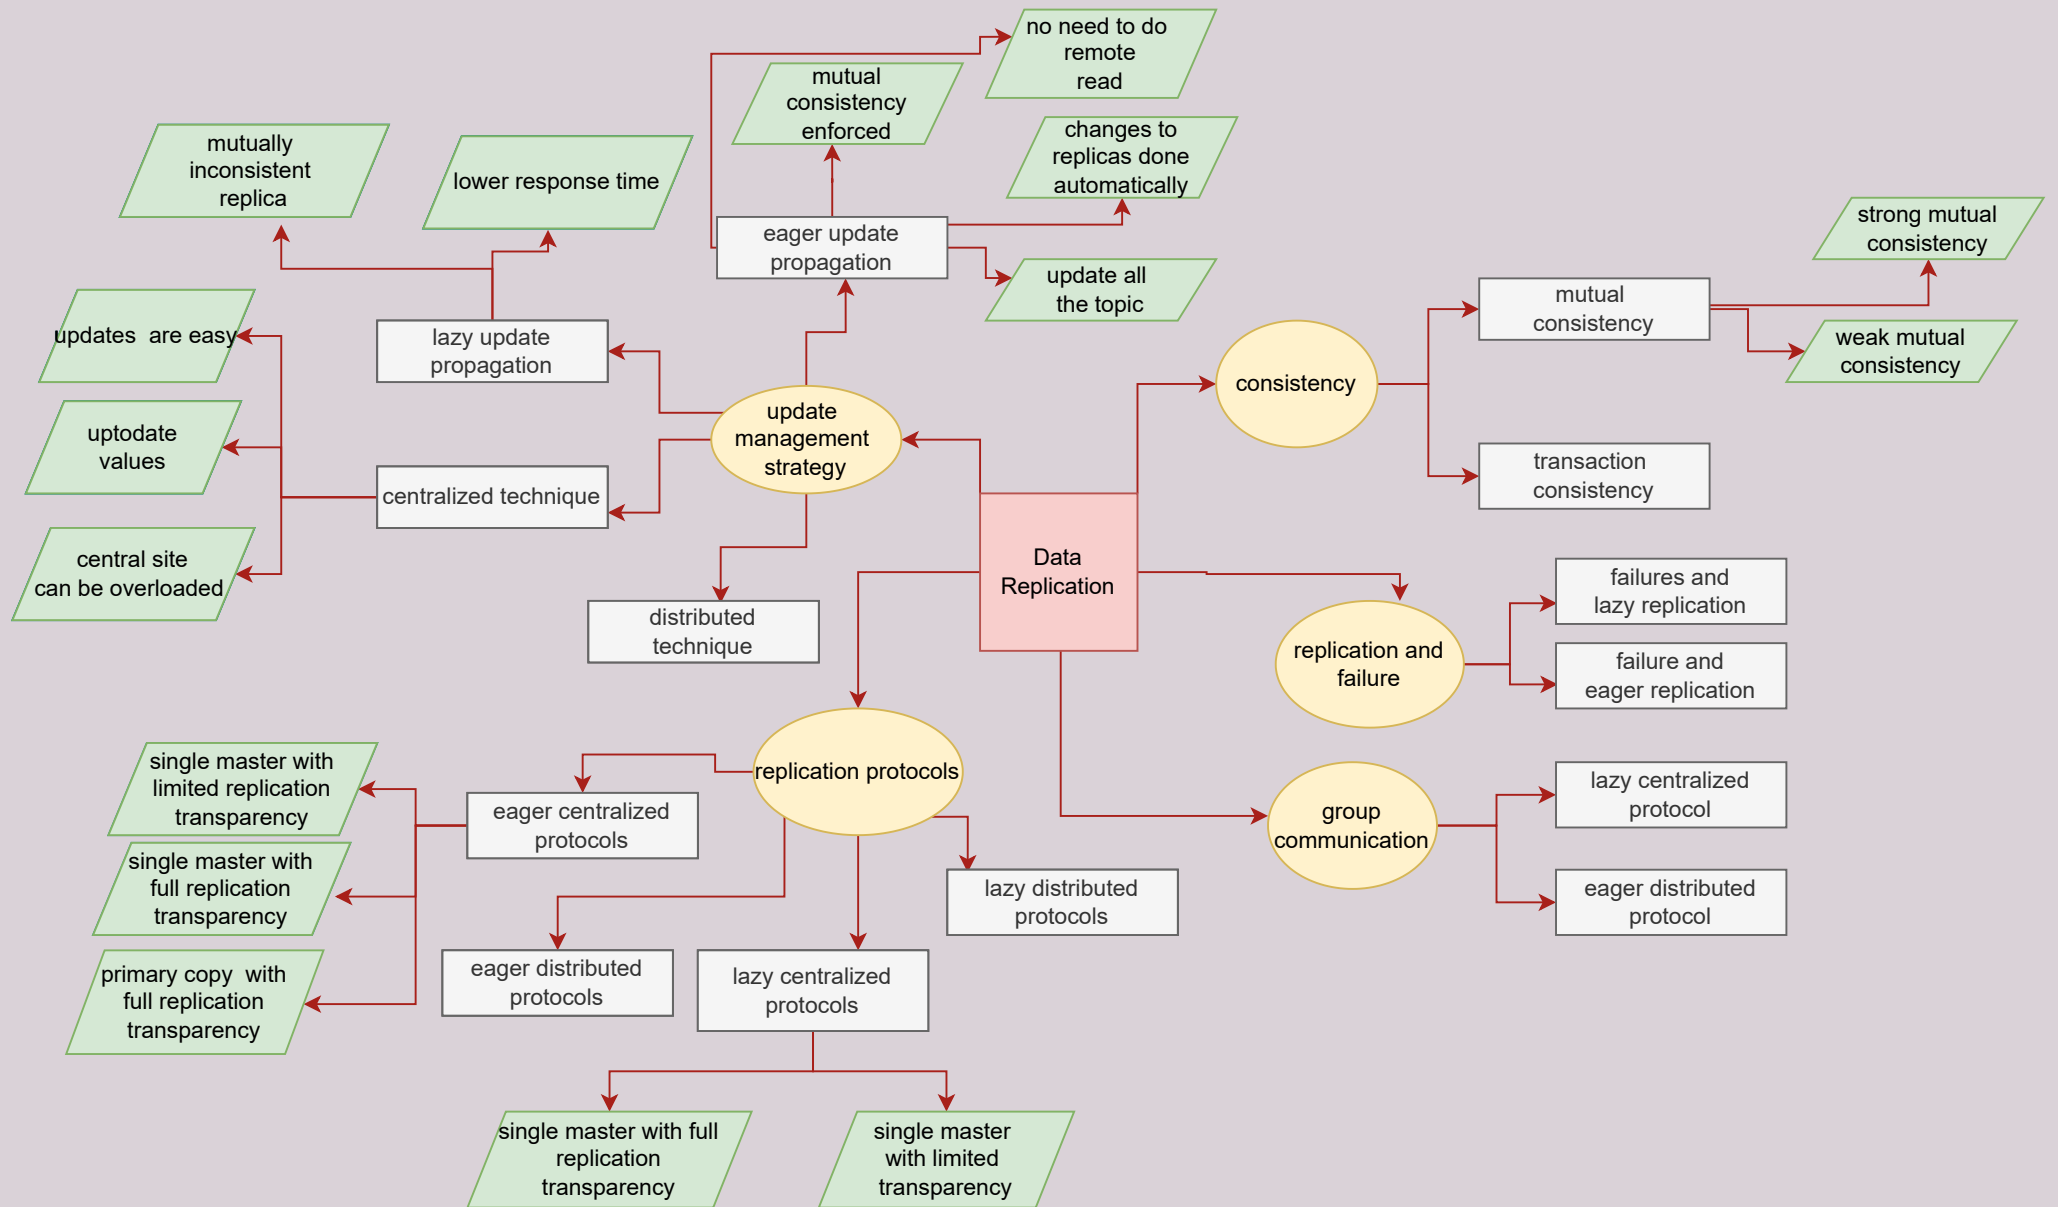 no need to do
remote
read
mutual
consistency
enforced
changes to
replicas done
automatically
mutually
inconsistent
replica
lower response time
eager update
propagation
update all
the topic
strong mutual
consistency
mutual
consistency
weak mutual
consistency
updates  are easy
lazy update
propagation
consistency
update
management
strategy
uptodate
values
centralized technique
transaction
consistency
central site
can be overloaded
Data
Replication
distributed
technique
failures and
lazy replication
replication and
failure
failure and
eager replication
replication protocols
single master with
limited replication
transparency
eager centralized
protocols
group
communication
lazy centralized
protocol
single master with
full replication
transparency
lazy distributed
protocols
eager distributed
protocol
primary copy  with
full replication
transparency
eager distributed
protocols
lazy centralized
protocols
single master with full
replication
transparency
single master
with limited
transparency